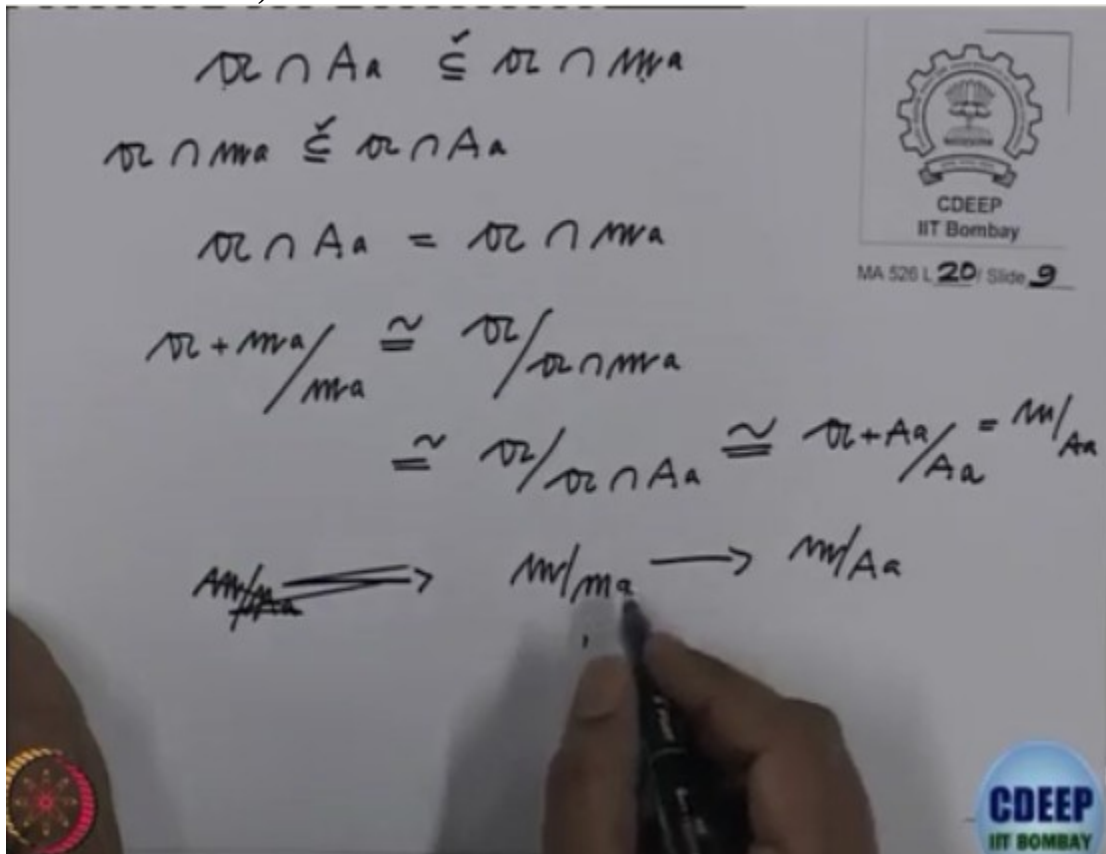 𝔞 ∩ Aa ⊆ 𝔞 ∩ 𝔪a
𝔞 ∩ 𝔪a ⊆ 𝔞 ∩ Aa
𝔞 ∩ Aa = 𝔞 ∩ 𝔪a
𝔞 + 𝔪a / 𝔪a ≅ 𝔞 / 𝔞 ∩ 𝔪a
≅ 𝔞 / 𝔞 ∩ Aa ≅ 𝔞 + Aa / Aa = 𝔪 / Aa
𝔪 / 𝔪a → 𝔪 / Aa
CDEEP
IIT Bombay
MA 526 L 20 / Slide 9
CDEEP
IIT BOMBAY